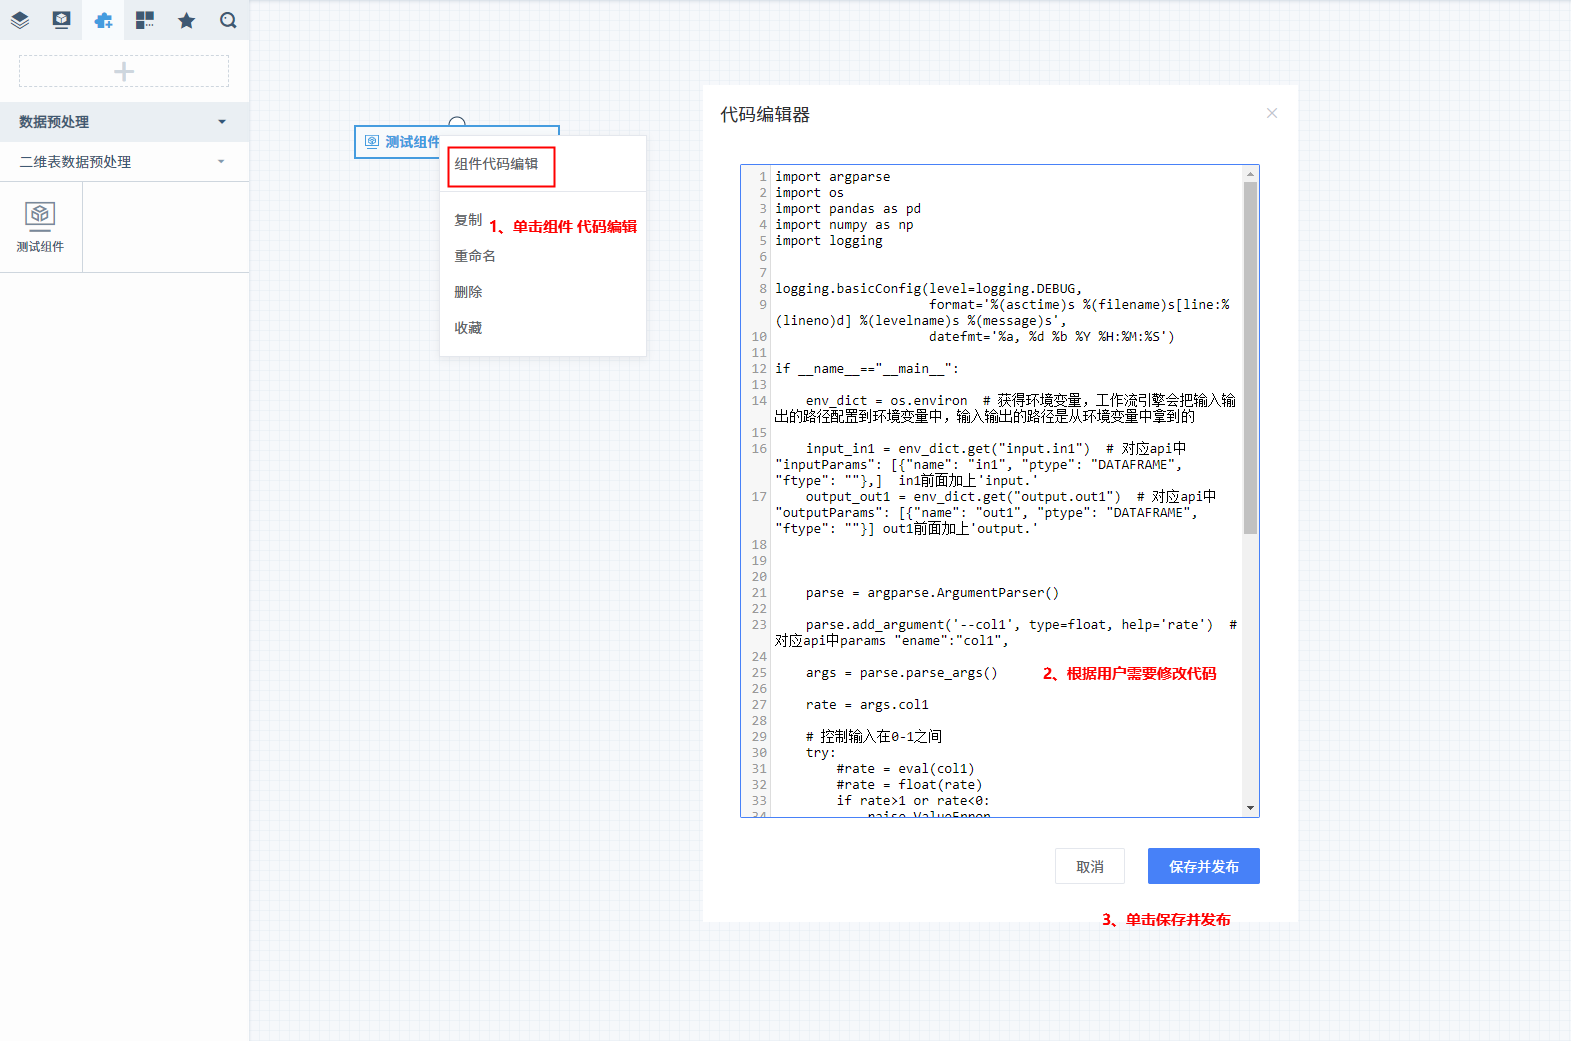 数据预处理
二维表数据预处理
测试组件
测试组件
组件代码编辑
复制
1、单击组件 代码编辑
重命名
删除
收藏
代码编辑器
1 import argparse
2 import os
3 import pandas as pd
4 import numpy as np
5 import logging
6
7
8 logging.basicConfig(level=logging.DEBUG,
9                     format='%(asctime)s %(filename)s[line:%
(lineno)d] %(levelname)s %(message)s',
10                     datefmt='%a, %d %b %Y %H:%M:%S')
11
12 if __name__=="__main__":
13
14     env_dict = os.environ  # 获得环境变量，工作流引擎会把输入输
出的路径配置到环境变量中，输入输出的路径是从环境变量中拿到的
15
16     input_in1 = env_dict.get("input.in1")  # 对应api中
"inputParams": [{"name": "in1", "ptype": "DATAFRAME",
"ftype": ""},]  in1前面加上'input.'
17     output_out1 = env_dict.get("output.out1")  # 对应api中
"outputParams": [{"name": "out1", "ptype": "DATAFRAME",
"ftype": ""}] out1前面加上'output.'
18
19
20
21     parse = argparse.ArgumentParser()
22
23     parse.add_argument('--col1', type=float, help='rate')  #
对应api中params "ename":"col1",
24
25     args = parse.parse_args()
2、根据用户需要修改代码
26
27     rate = args.col1
28
29     # 控制输入在0-1之间
30     try:
31         #rate = eval(col1)
32         #rate = float(rate)
33         if rate>1 or rate<0:
34             raise ValueError
取消
保存并发布
3、单击保存并发布